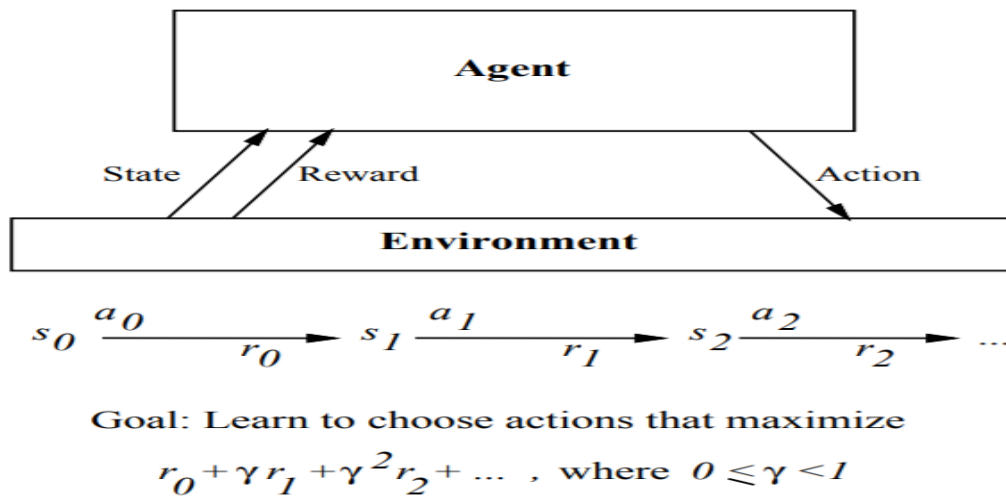 Agent
State Reward Action
Environment
s₀ a₀ r₀ s₁ a₁ r₁ s₂ a₂ r₂ ...
Goal: Learn to choose actions that maximize
r₀ + γ r₁ + γ² r₂ + ... , where 0 ≤ γ < 1